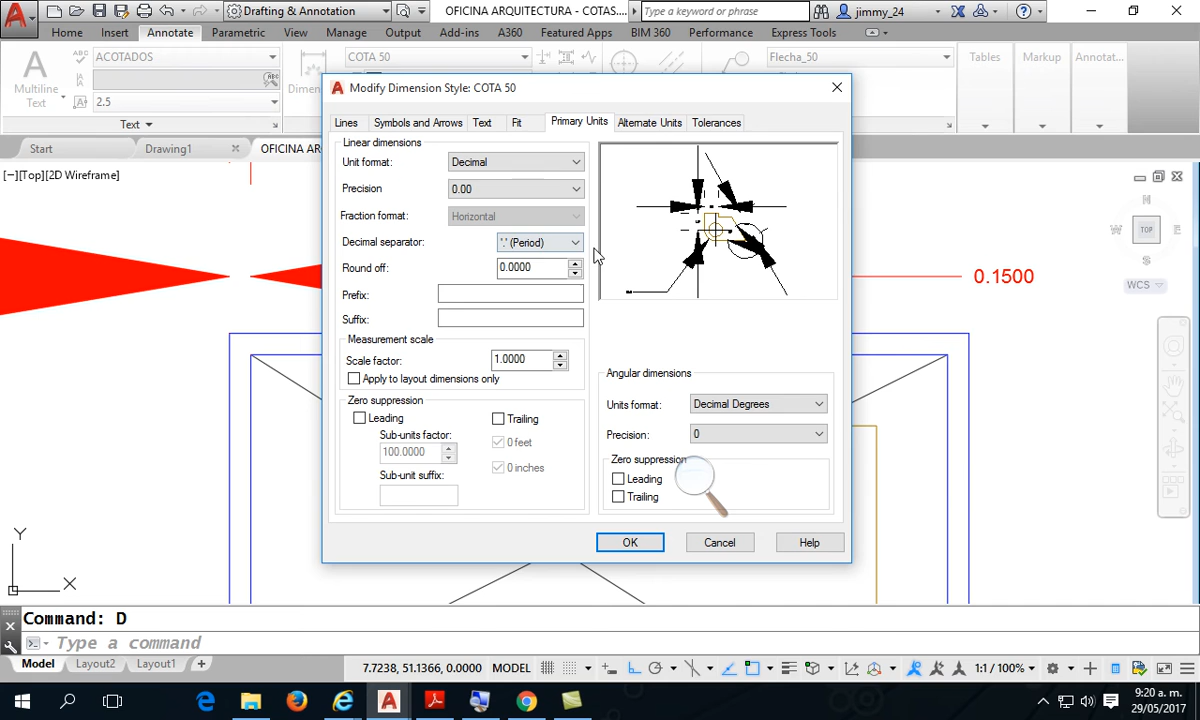 Drafting & Annotation
OFICINA ARQUITECTURA - COTAS....
Type a keyword or phrase
jimmy_24
Home Insert Annotate Parametric View Manage Output Add-ins A360 Featured Apps BIM 360 Performance Express Tools
A
Multiline
Text
ACOTADOS
2.5
Text
COTA 50
Dimen
Flecha_50
Tables
Markup
Annotat...
Start
Drawing1
OFICINA AR
[−][Top][2D Wireframe]
Modify Dimension Style: COTA 50
Lines Symbols and Arrows Text Fit Primary Units Alternate Units Tolerances
Linear dimensions
Unit format: Decimal
Precision 0.00
Fraction format: Horizontal
Decimal separator: '.' (Period)
Round off: 0.0000
Prefix:
Suffix:
Measurement scale
Scale factor: 1.0000
Apply to layout dimensions only
Zero suppression
Leading
Trailing
Sub-units factor:
100.0000
0 feet
0 inches
Sub-unit suffix:
Angular dimensions
Units format: Decimal Degrees
Precision: 0
Zero suppression
Leading
Trailing
OK Cancel Help
N
W TOP E
S
WCS
0.1500
Y
X
Command: D
Type a command
Model Layout2 Layout1 +
7.7238, 51.1366, 0.0000 MODEL
1:1 / 100%
9:20 a. m.
29/05/2017